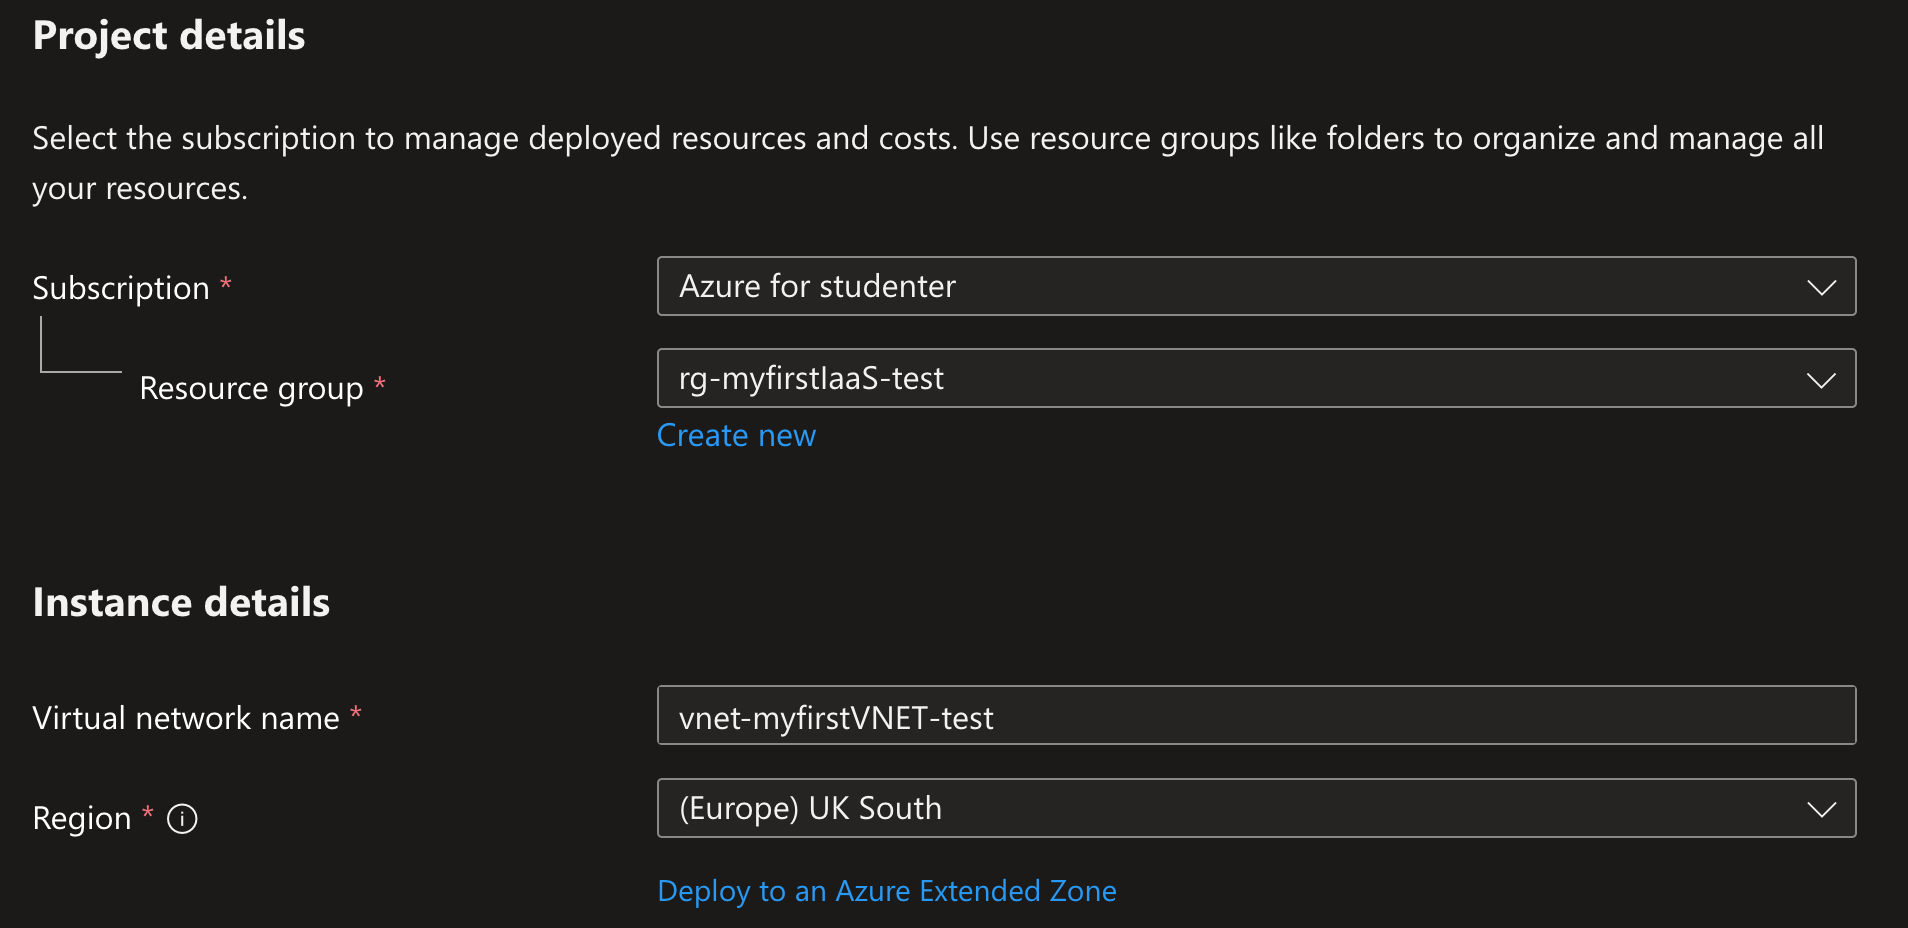 Project details
Select the subscription to manage deployed resources and costs. Use resource groups like folders to organize and manage all
your resources.
Subscription *
Azure for studenter
Resource group *
rg-myfirstIaaS-test
Create new
Instance details
Virtual network name *
vnet-myfirstVNET-test
Region *
(Europe) UK South
Deploy to an Azure Extended Zone